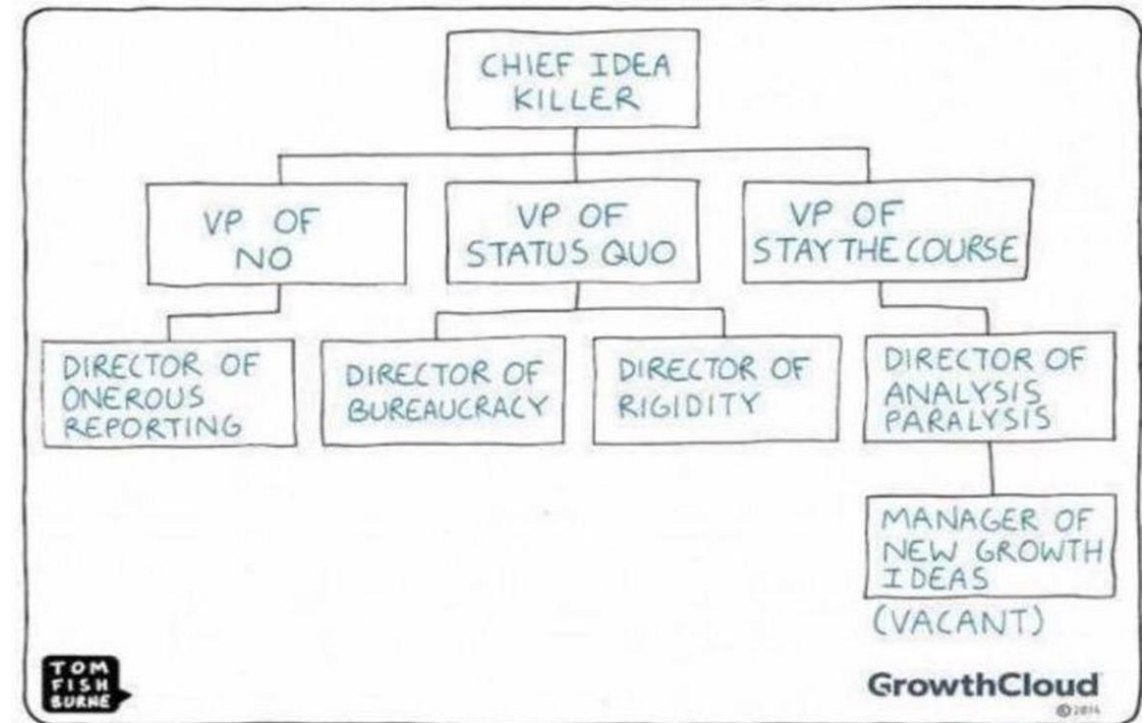 CHIEF IDEA
KILLER
VP OF
NO
VP OF
STATUS QUO
VP OF
STAY THE COURSE
DIRECTOR OF
ONEROUS
REPORTING
DIRECTOR OF
BUREAUCRACY
DIRECTOR OF
RIGIDITY
DIRECTOR OF
ANALYSIS
PARALYSIS
MANAGER OF
NEW GROWTH
IDEAS
(VACANT)
TOM
FISH
BURNE
GrowthCloud
© 2014